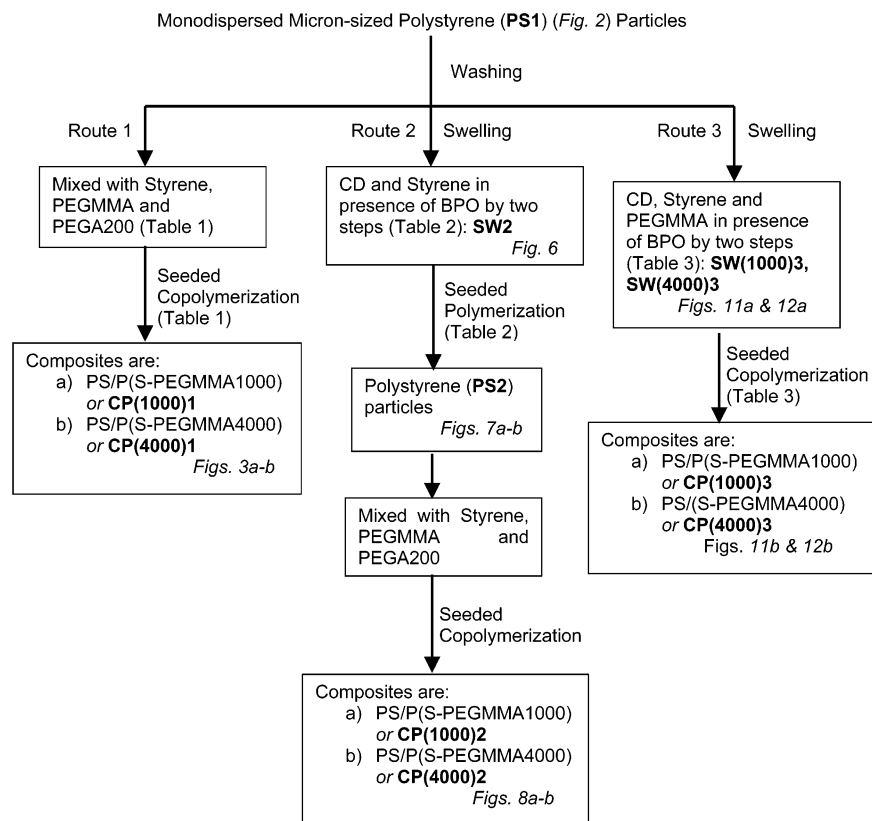 Monodispersed Micron-sized Polystyrene (PS1) (Fig. 2) Particles
Washing
Route 1
Mixed with Styrene,
PEGMMA and
PEGA200 (Table 1)
Seeded
Copolymerization
(Table 1)
Composites are:
a) PS/P(S-PEGMMA1000)
or CP(1000)1
b) PS/P(S-PEGMMA4000)
or CP(4000)1
Figs. 3a-b
Route 2 Swelling
CD and Styrene in
presence of BPO by two
steps (Table 2): SW2
Fig. 6
Seeded
Polymerization
(Table 2)
Polystyrene (PS2)
particles
Figs. 7a-b
Mixed with Styrene,
PEGMMA and
PEGA200
Seeded
Copolymerization
Composites are:
a) PS/P(S-PEGMMA1000)
or CP(1000)2
b) PS/P(S-PEGMMA4000)
or CP(4000)2
Figs. 8a-b
Route 3 Swelling
CD, Styrene and
PEGMMA in presence
of BPO by two steps
(Table 3): SW(1000)3,
SW(4000)3
Figs. 11a & 12a
Seeded
Copolymerization
(Table 3)
Composites are:
a) PS/P(S-PEGMMA1000)
or CP(1000)3
b) PS/(S-PEGMMA4000)
or CP(4000)3
Figs. 11b & 12b